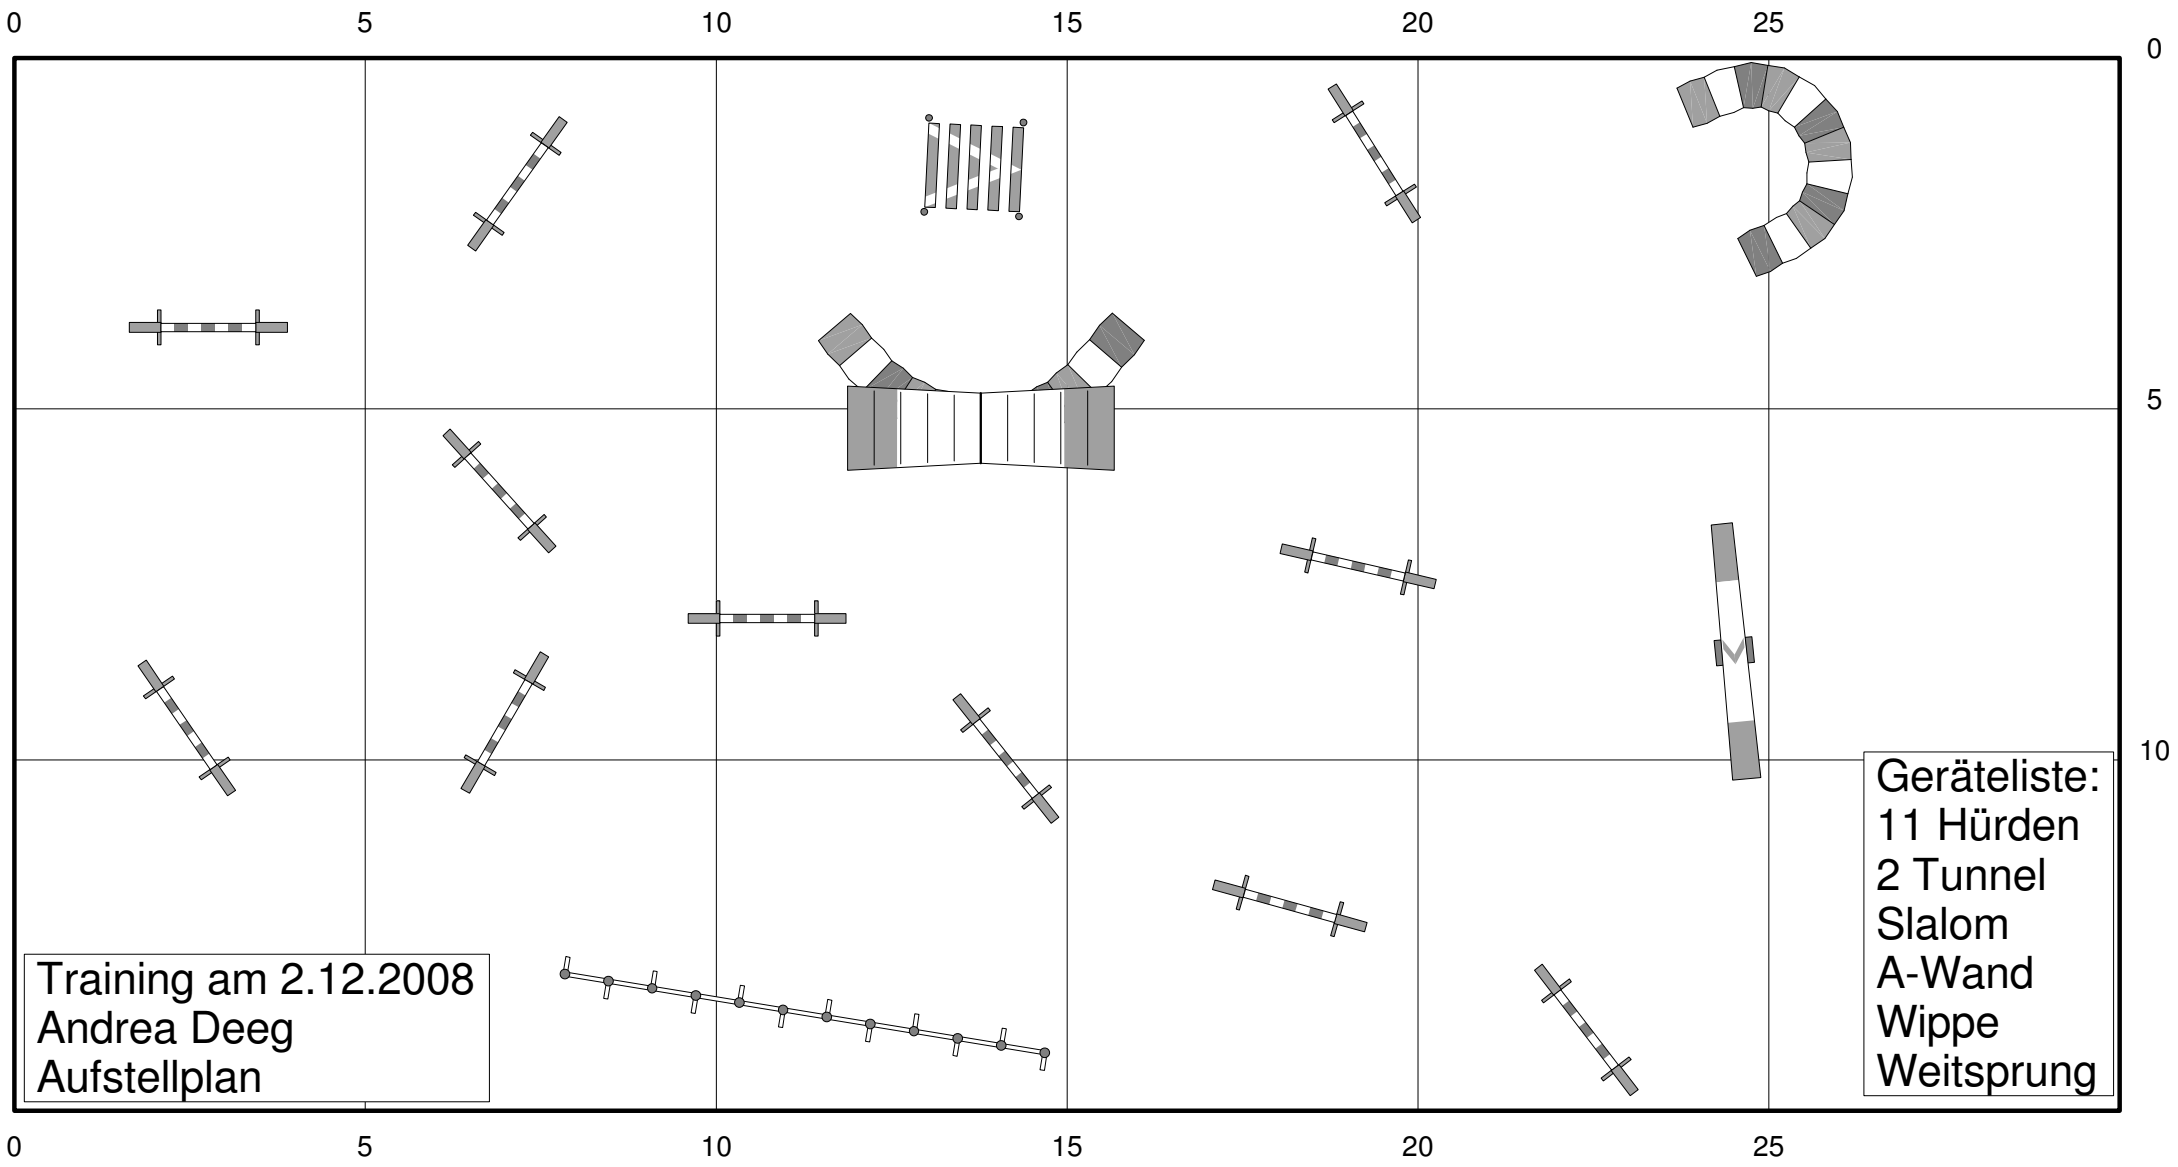 0 5 10 15 20 25
0
5
10
Geräteliste:
11 Hürden
2 Tunnel
Slalom
A-Wand
Wippe
Weitsprung
Training am 2.12.2008
Andrea Deeg
Aufstellplan
0 5 10 15 20 25